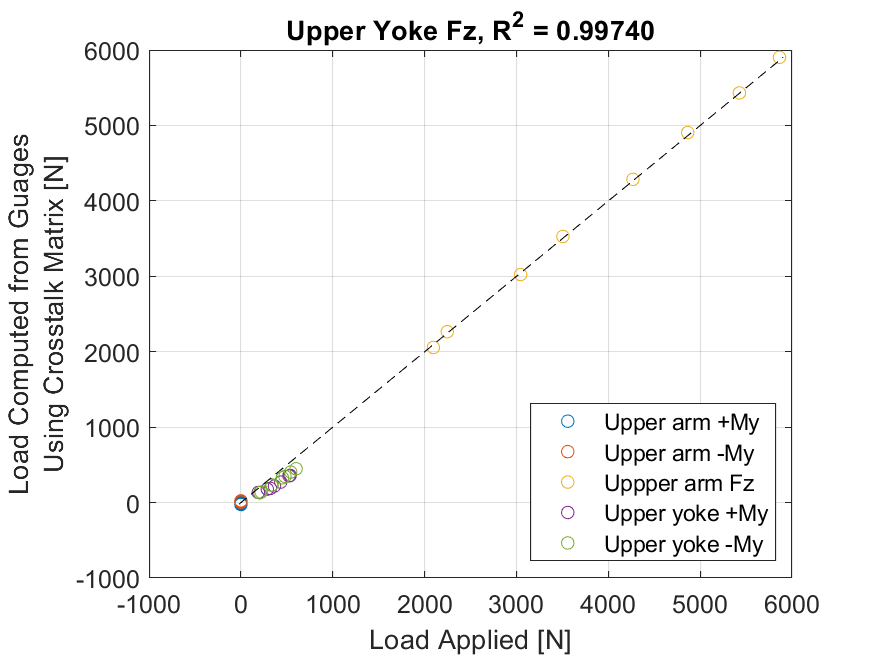 Upper Yoke Fz, R² = 0.99740
6000
5000
4000
3000
2000
1000
0
-1000
Load Computed from Guages
Using Crosstalk Matrix [N]
Upper arm +My
Upper arm -My
Uppper arm Fz
Upper yoke +My
Upper yoke -My
-1000 0 1000 2000 3000 4000 5000 6000
Load Applied [N]